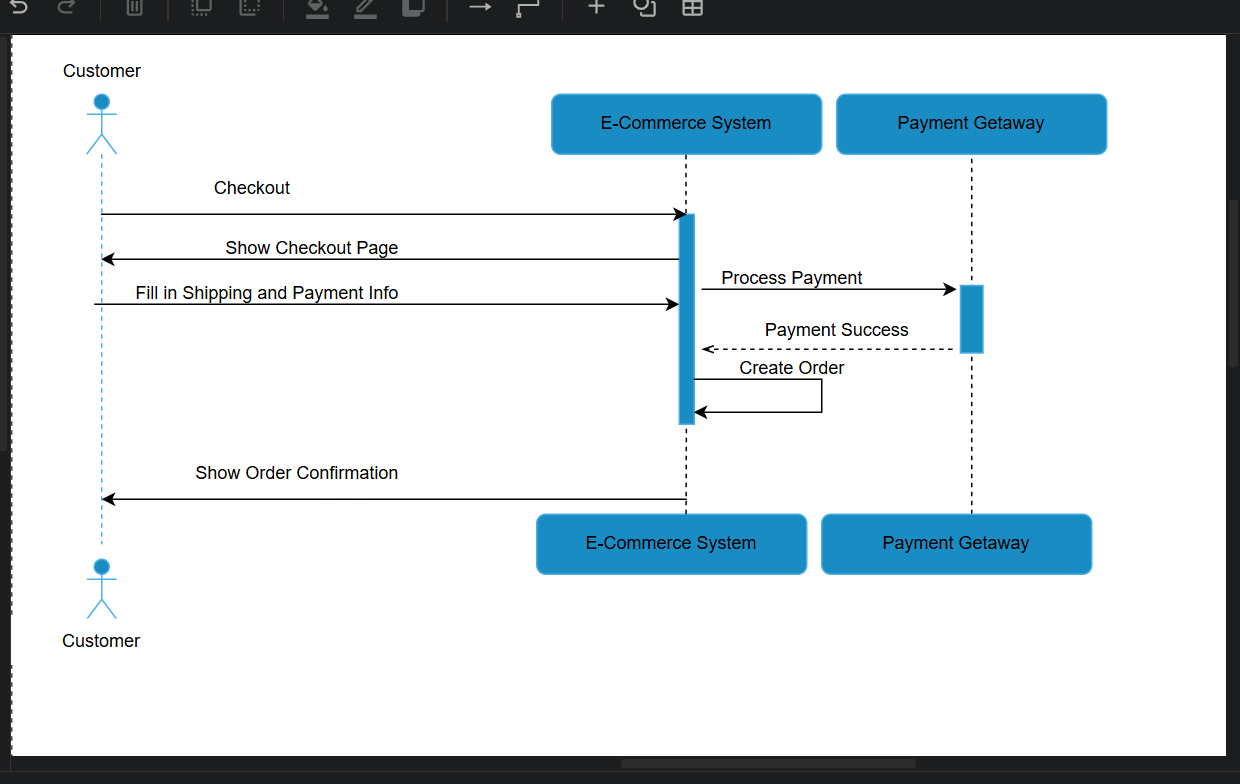 Customer
E-Commerce System
Payment Getaway
Checkout
Show Checkout Page
Process Payment
Fill in Shipping and Payment Info
Payment Success
Create Order
Show Order Confirmation
E-Commerce System
Payment Getaway
Customer